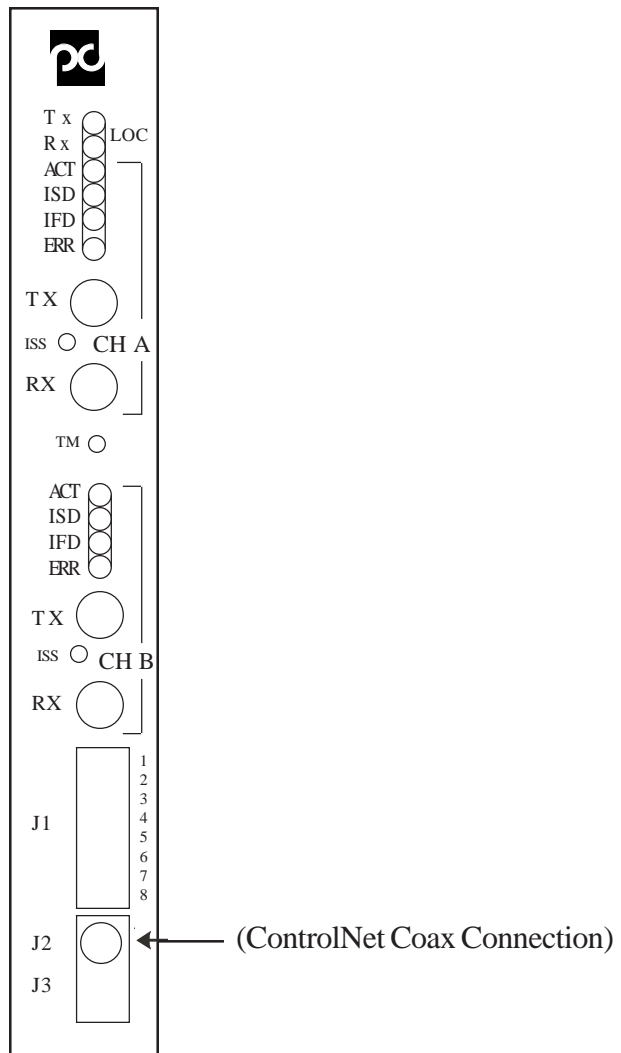 Tx
Rx
LOC
ACT
ISD
IFD
ERR
TX
ISS
CH A
RX
TM
ACT
ISD
IFD
ERR
TX
ISS
CH B
RX
J1
1
2
3
4
5
6
7
8
J2
(ControlNet Coax Connection)
J3